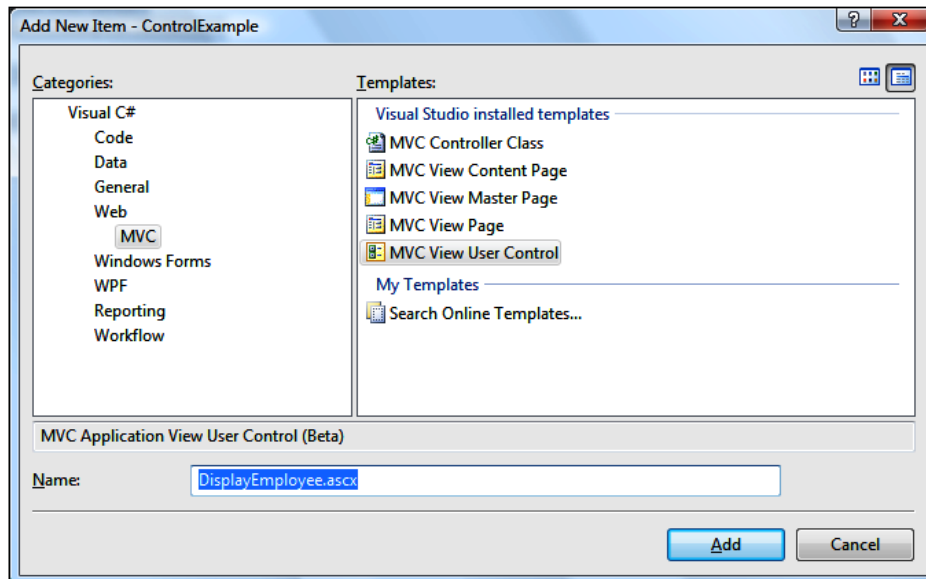 Add New Item - ControlExample
?
X
Categories:
Visual C#
Code
Data
General
Web
MVC
Windows Forms
WPF
Reporting
Workflow
Templates:
Visual Studio installed templates
MVC Controller Class
MVC View Content Page
MVC View Master Page
MVC View Page
MVC View User Control
My Templates
Search Online Templates...
MVC Application View User Control (Beta)
Name:
DisplayEmployee.ascx
Add
Cancel